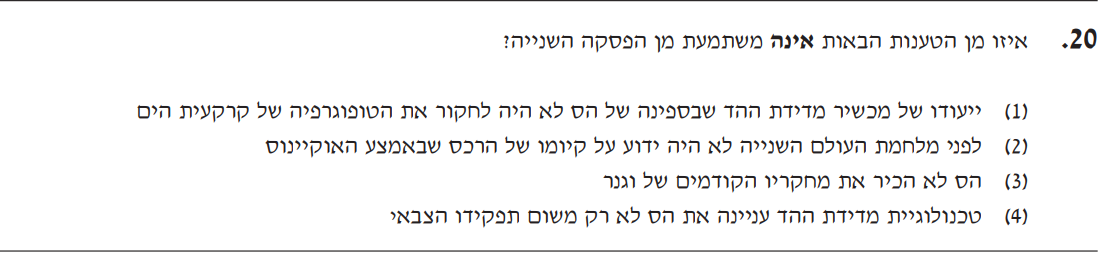 20. איזו מן הטענות הבאות אינה משתמעת מן הפסקה השנייה?
(1) ייעודו של מכשיר מדידת ההד שבספינה של הס לא היה לחקור את הטופוגרפיה של קרקעית הים
(2) לפני מלחמת העולם השנייה לא היה ידוע על קיומו של הרכס שבאמצע האוקיינוס
(3) הס לא הכיר את מחקריו הקודמים של וגנר
(4) טכנולוגיית מדידת ההד עניינה את הס לא רק משום תפקידו הצבאי